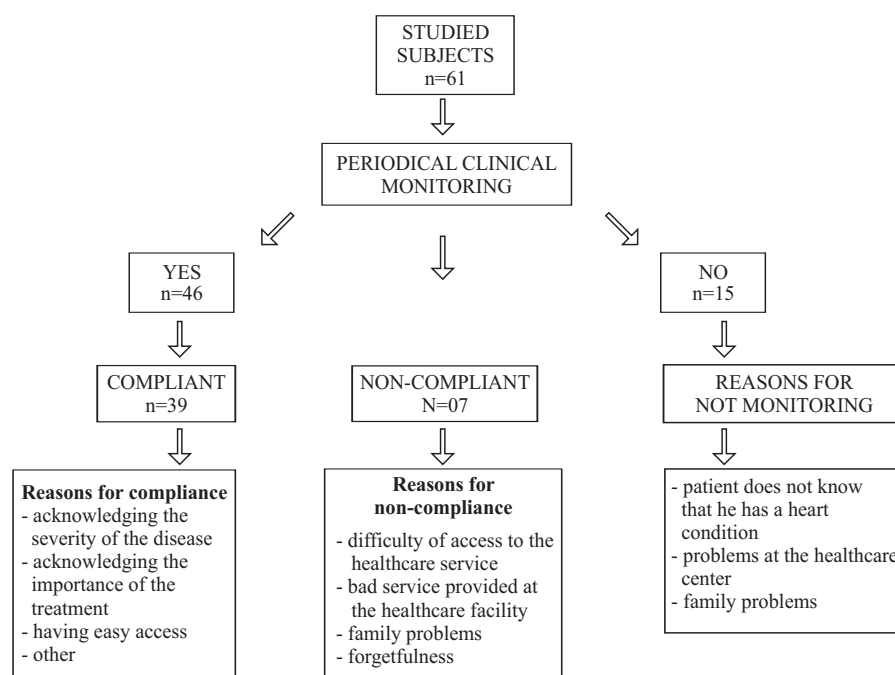 STUDIED
SUBJECTS
n=61
PERIODICAL CLINICAL
MONITORING
YES
n=46
NO
n=15
COMPLIANT
n=39
NON-COMPLIANT
N=07
REASONS FOR
NOT MONITORING
Reasons for compliance
- acknowledging the
severity of the disease
- acknowledging the
importance of the
treatment
- having easy access
- other
Reasons for
non-compliance
- difficulty of access to the
healthcare service
- bad service provided at
the healthcare facility
- family problems
- forgetfulness
- patient does not know
that he has a heart
condition
- problems at the healthcare
center
- family problems